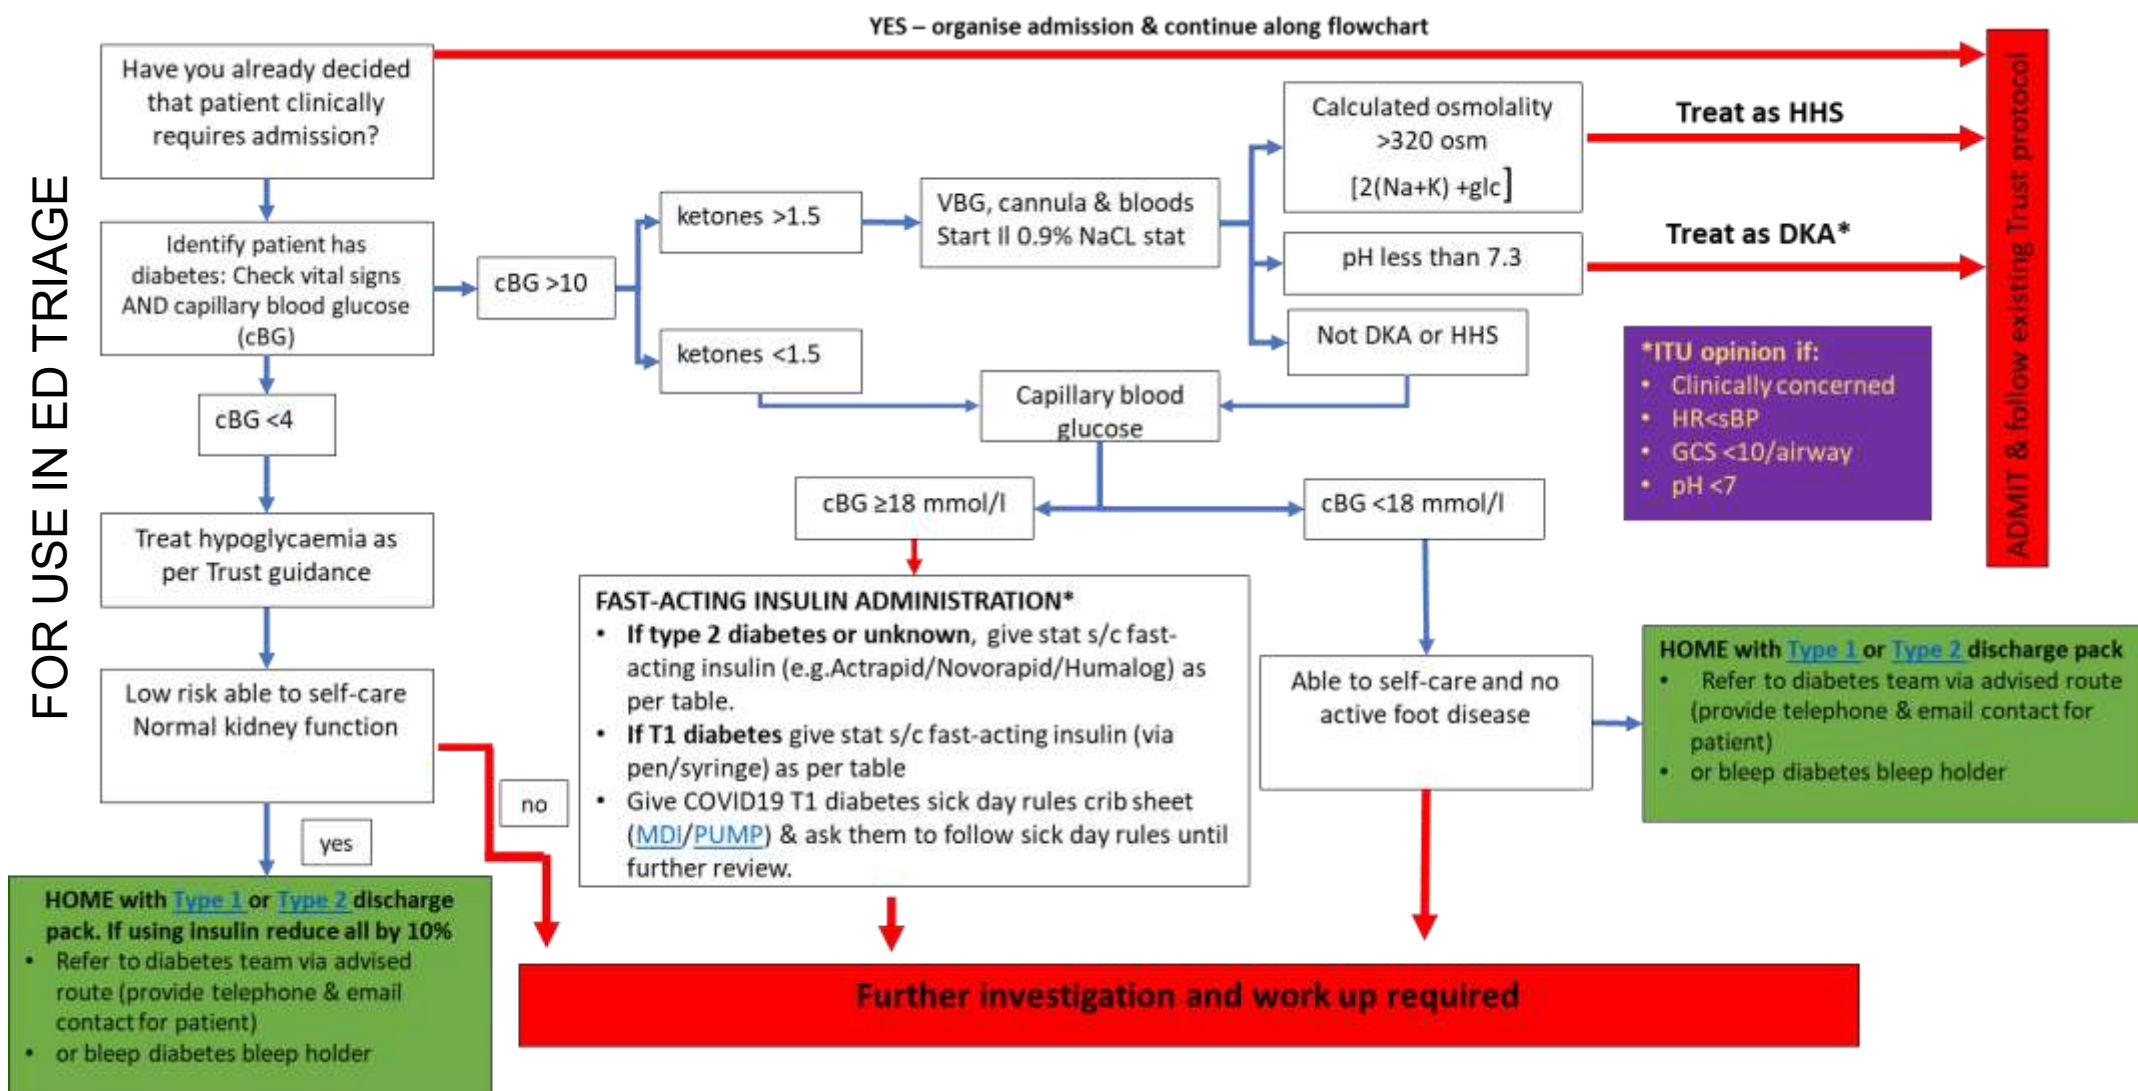 FOR USE IN ED TRIAGE
YES – organise admission & continue along flowchart
Have you already decided
that patient clinically
requires admission?
Identify patient has
diabetes: Check vital signs
AND capillary blood glucose
(cBG)
cBG <4
Treat hypoglycaemia as
per Trust guidance
Low risk able to self-care
Normal kidney function
yes
no
HOME with Type 1 or Type 2 discharge
pack. If using insulin reduce all by 10%
• Refer to diabetes team via advised
route (provide telephone & email
contact for patient)
• or bleep diabetes bleep holder
cBG >10
ketones >1.5
ketones <1.5
VBG, cannula & bloods
Start Il 0.9% NaCL stat
Calculated osmolality
>320 osm
[2(Na+K) +glc]
pH less than 7.3
Not DKA or HHS
Treat as HHS
Treat as DKA*
ADMIT & follow existing Trust protocol
*ITU opinion if:
• Clinically concerned
• HR<sBP
• GCS <10/airway
• pH <7
Capillary blood
glucose
cBG ≥18 mmol/l
cBG <18 mmol/l
FAST-ACTING INSULIN ADMINISTRATION*
• If type 2 diabetes or unknown, give stat s/c fast-
acting insulin (e.g.Actrapid/Novorapid/Humalog) as
per table.
• If T1 diabetes give stat s/c fast-acting insulin (via
pen/syringe) as per table
• Give COVID19 T1 diabetes sick day rules crib sheet
(MDi/PUMP) & ask them to follow sick day rules until
further review.
Able to self-care and no
active foot disease
HOME with Type 1 or Type 2 discharge pack
• Refer to diabetes team via advised route
(provide telephone & email contact for
patient)
• or bleep diabetes bleep holder
Further investigation and work up required